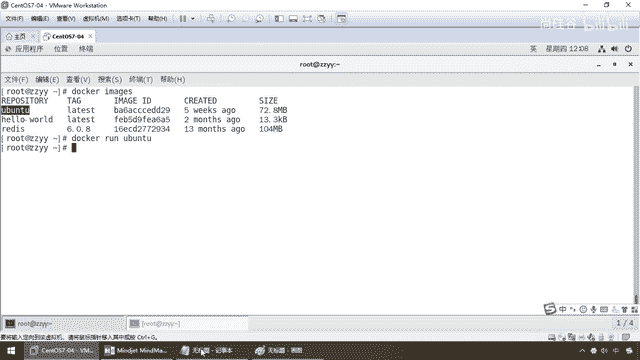 CentOS7-04 - VMware Workstation
文件(F) 编辑(E) 查看(V) 虚拟机(M) 选项卡(T) 帮助(H)
尚硅谷 bilibili
主页 CentOS7-04
应用程序 位置 终端 英 星期四 12:08
root@zzyy:~
文件(F) 编辑(E) 查看(V) 搜索(S) 终端(T) 帮助(H)
[root@zzyy ~]# docker images
REPOSITORY TAG IMAGE ID CREATED SIZE
ubuntu latest ba6acccedd29 5 weeks ago 72.8MB
hello-world latest feb5d9fea6a5 2 months ago 13.3kB
redis 6.0.8 16ecd2772934 13 months ago 104MB
[root@zzyy ~]# docker run ubuntu
[root@zzyy ~]#
root@zzyy:~ [root@zzyy:~] 1 / 4
要将输入定向到该虚拟机，请将鼠标指针移入其中或按 Ctrl+G。
中
CentOS7-04 - VM... Mindjet MindMa... 无标题 - 记事本 无标题 - 画图 中